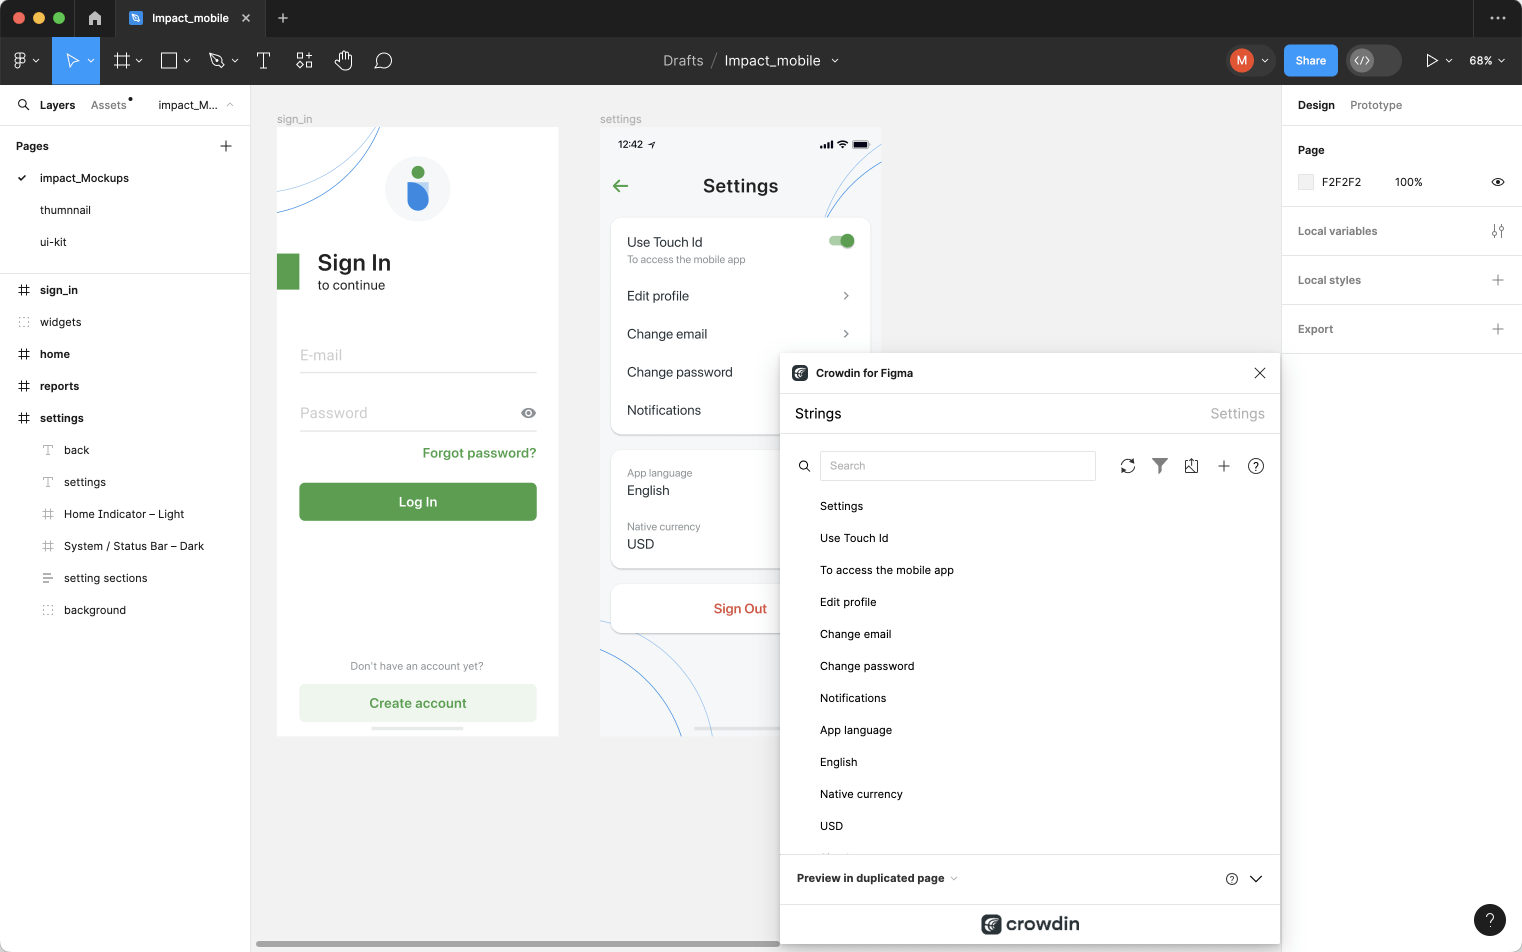 Impact_mobile
Drafts / Impact_mobile
M
Share
68%
Layers
Assets
impact_M...
Pages
impact_Mockups
thumnnail
ui-kit
sign_in
widgets
home
reports
settings
back
settings
Home Indicator – Light
System / Status Bar – Dark
setting sections
background
sign_in
Sign In
to continue
E-mail
Password
Forgot password?
Log In
Don't have an account yet?
Create account
settings
12:42
Settings
Use Touch Id
To access the mobile app
Edit profile
Change email
Change password
Notifications
App language
English
Native currency
USD
Sign Out
Crowdin for Figma
Strings
Settings
Search
Settings
Use Touch Id
To access the mobile app
Edit profile
Change email
Change password
Notifications
App language
English
Native currency
USD
Preview in duplicated page
crowdin
Design
Prototype
Page
F2F2F2
100%
Local variables
Local styles
Export
?